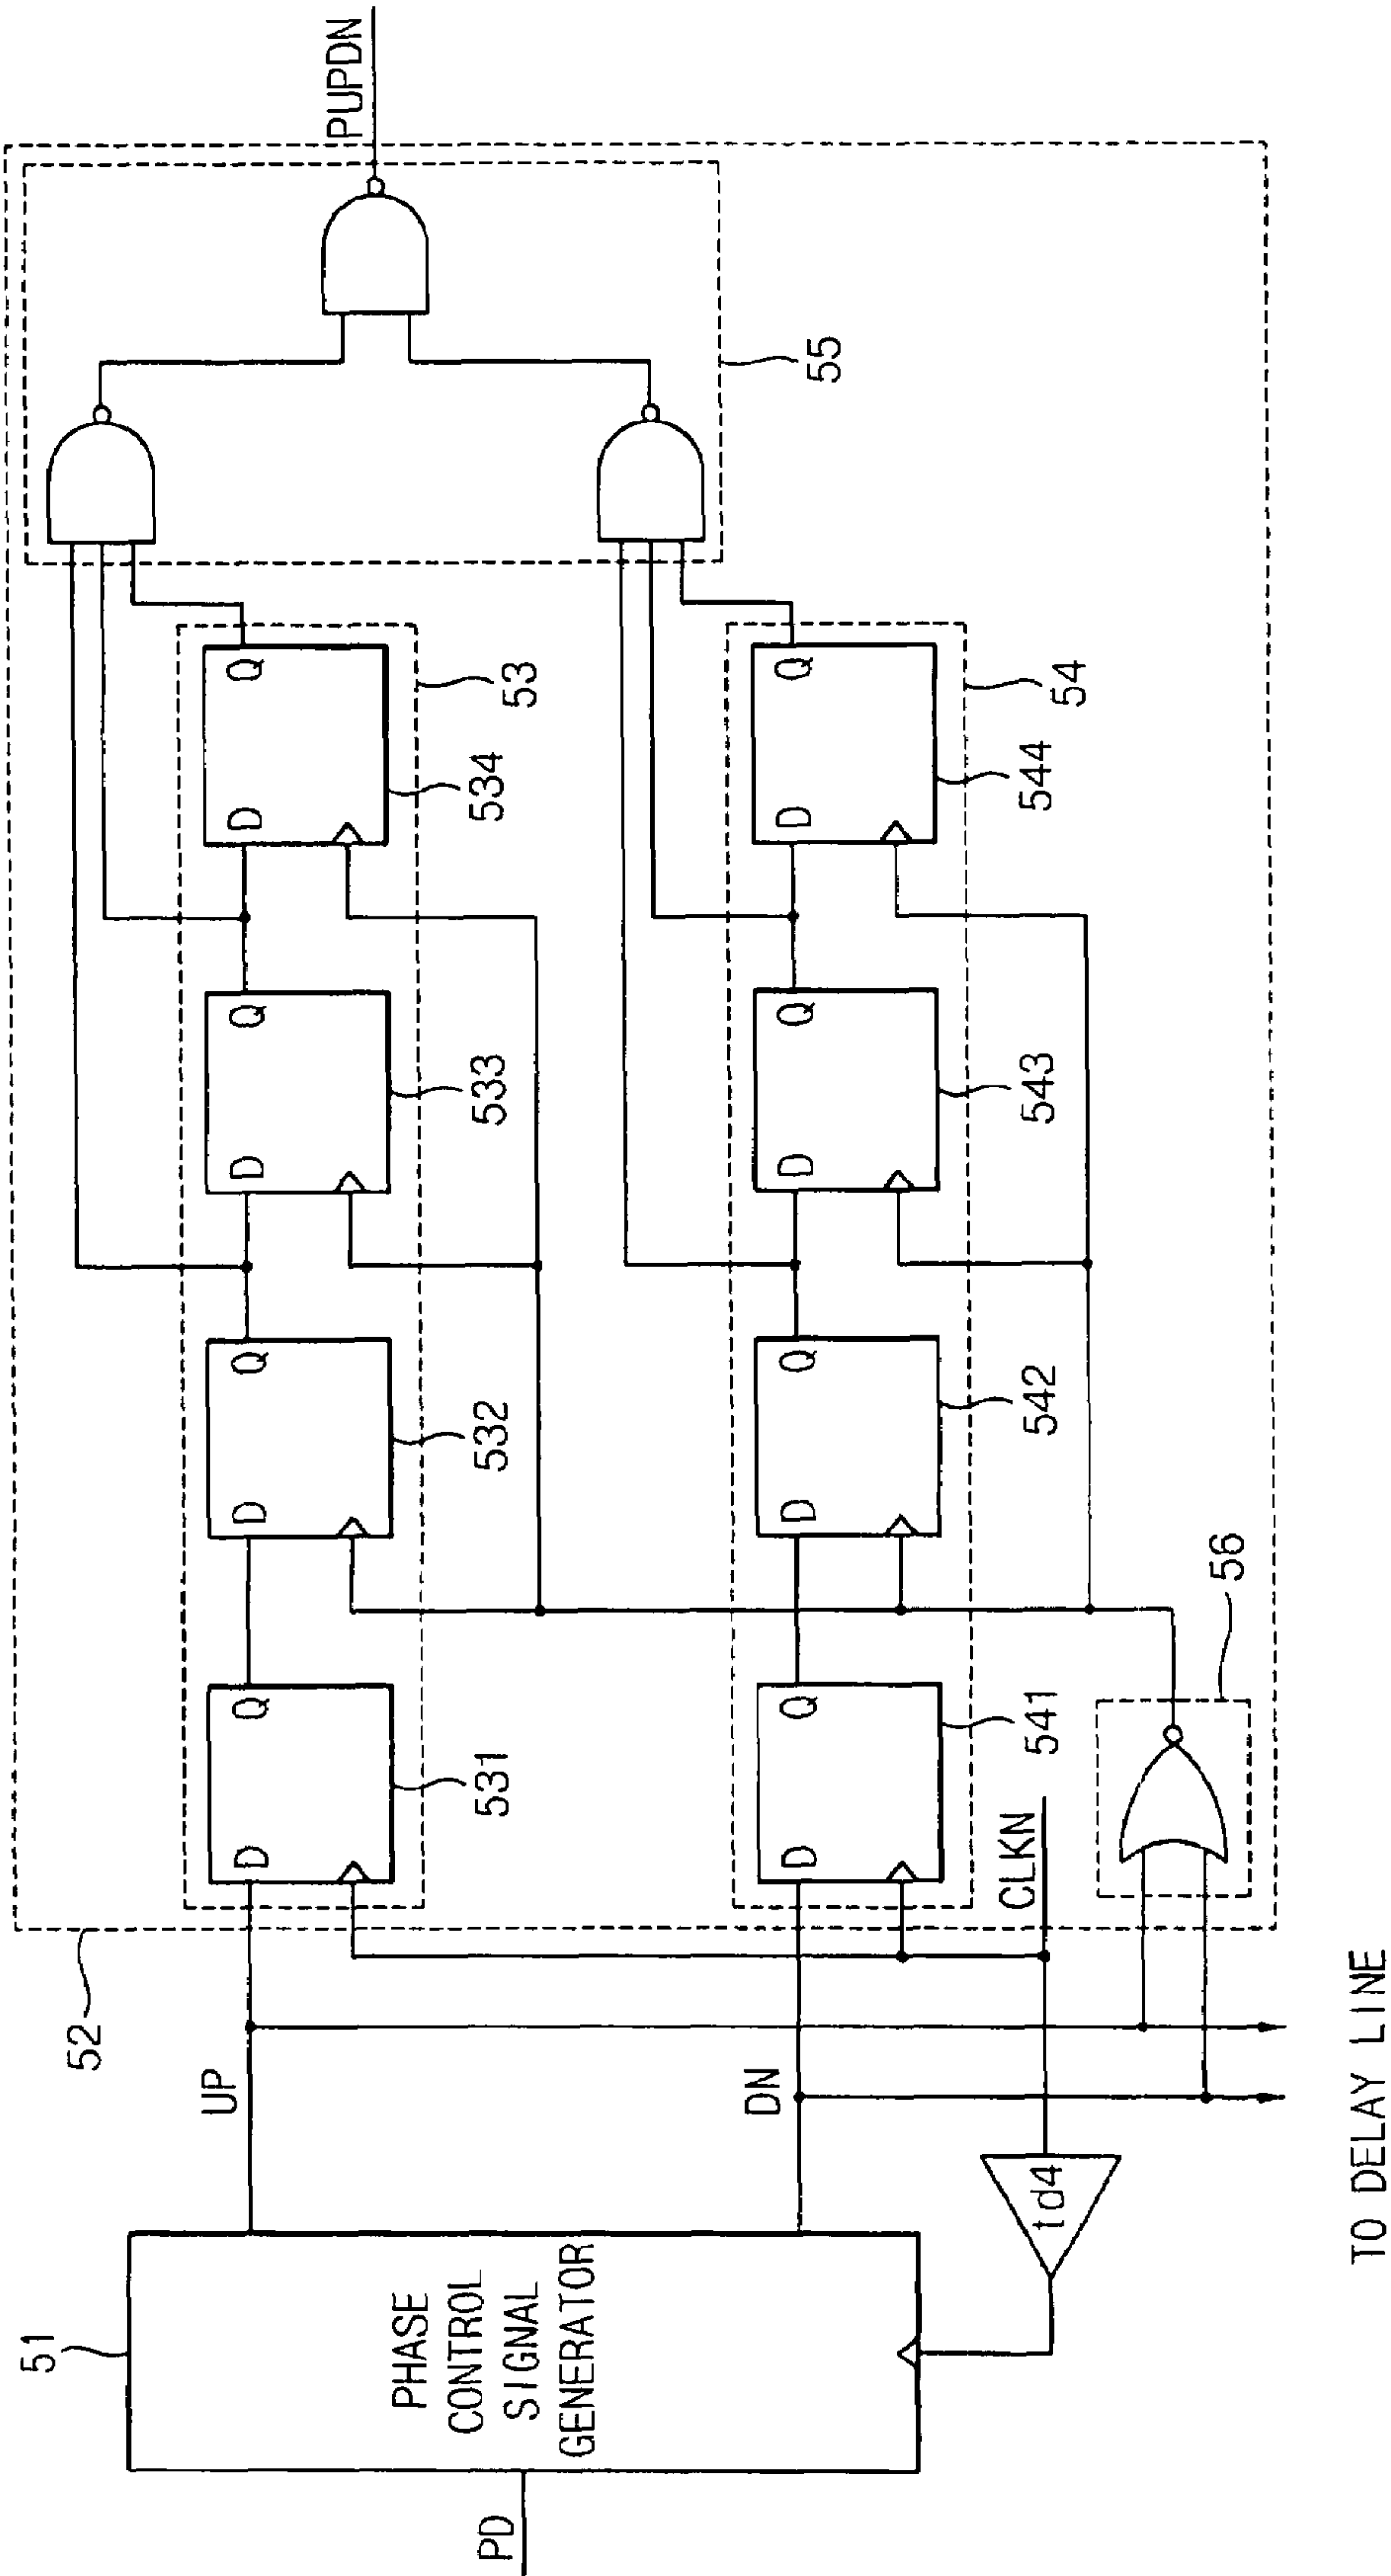 PD
51
PHASE
CONTROL
SIGNAL
GENERATOR
td4
UP
DN
52
TO DELAY LINE
CLKN
D
Q
531
D
Q
532
D
Q
533
D
Q
534
53
D
Q
541
D
Q
542
D
Q
543
D
Q
544
54
56
55
PUPDN